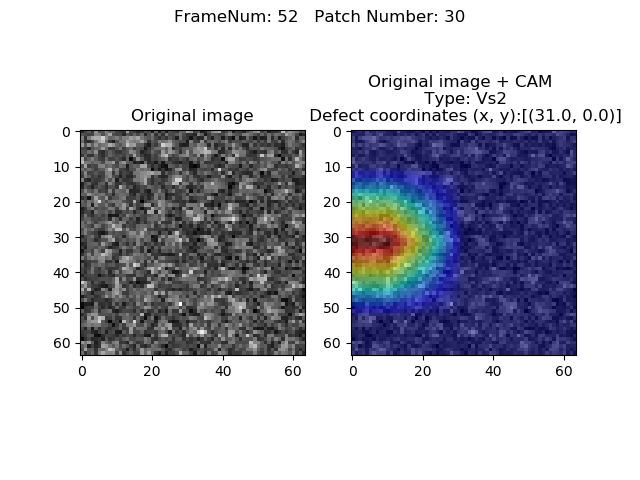 FrameNum: 52   Patch Number: 30
Original image
0
10
20
30
40
50
60
0 20 40 60
Original image + CAM
Type: Vs2
Defect coordinates (x, y):[(31.0, 0.0)]
0
10
20
30
40
50
60
0 20 40 60